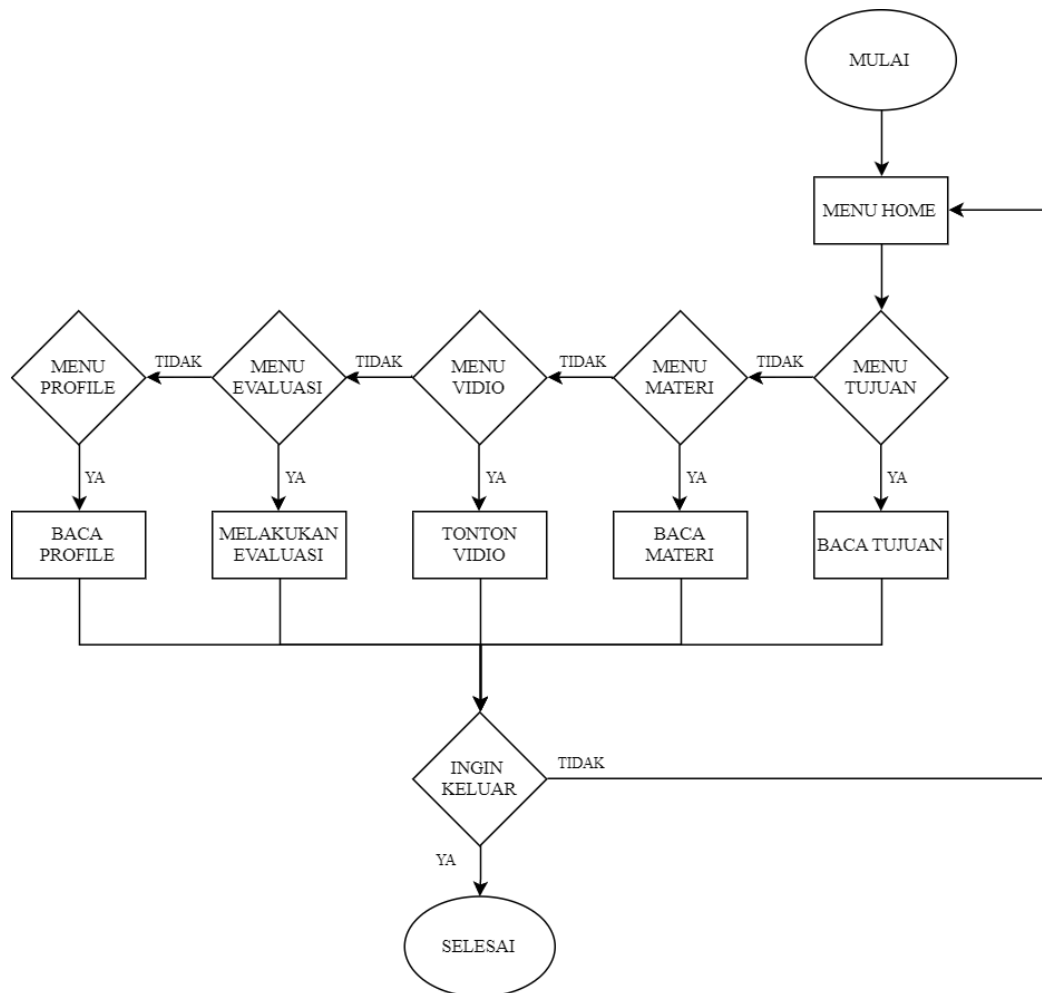 MULAI
MENU HOME
MENU
PROFILE
TIDAK
MENU
EVALUASI
TIDAK
MENU
VIDIO
TIDAK
MENU
MATERI
TIDAK
MENU
TUJUAN
YA
YA
YA
YA
YA
BACA
PROFILE
MELAKUKAN
EVALUASI
TONTON
VIDIO
BACA
MATERI
BACA TUJUAN
INGIN
KELUAR
TIDAK
YA
SELESAI